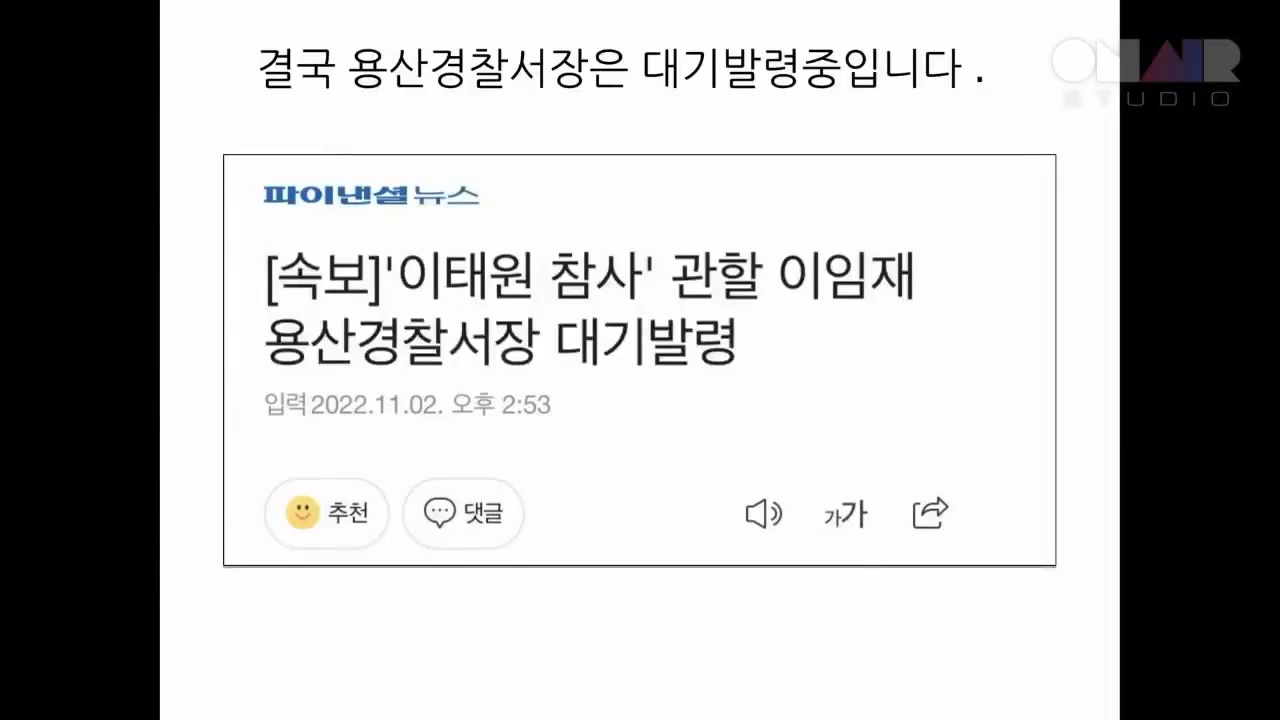 결국 용산경찰서장은 대기발령중입니다 .
ON AIR
STUDIO
파이낸셜뉴스
[속보]'이태원 참사' 관할 이임재
용산경찰서장 대기발령
입력 2022.11.02. 오후 2:53
추천
댓글
가가